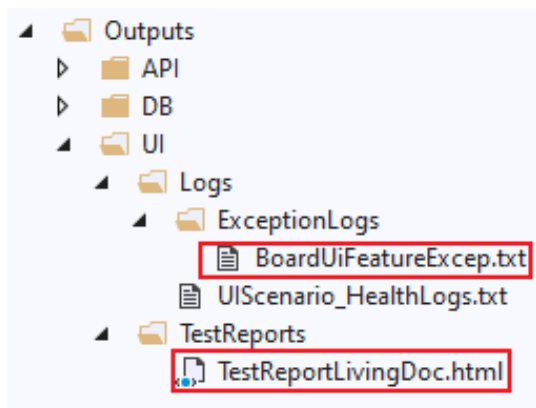 Outputs
API
DB
UI
Logs
ExceptionLogs
BoardUiFeatureExcep.txt
UIScenario_HealthLogs.txt
TestReports
TestReportLivingDoc.html